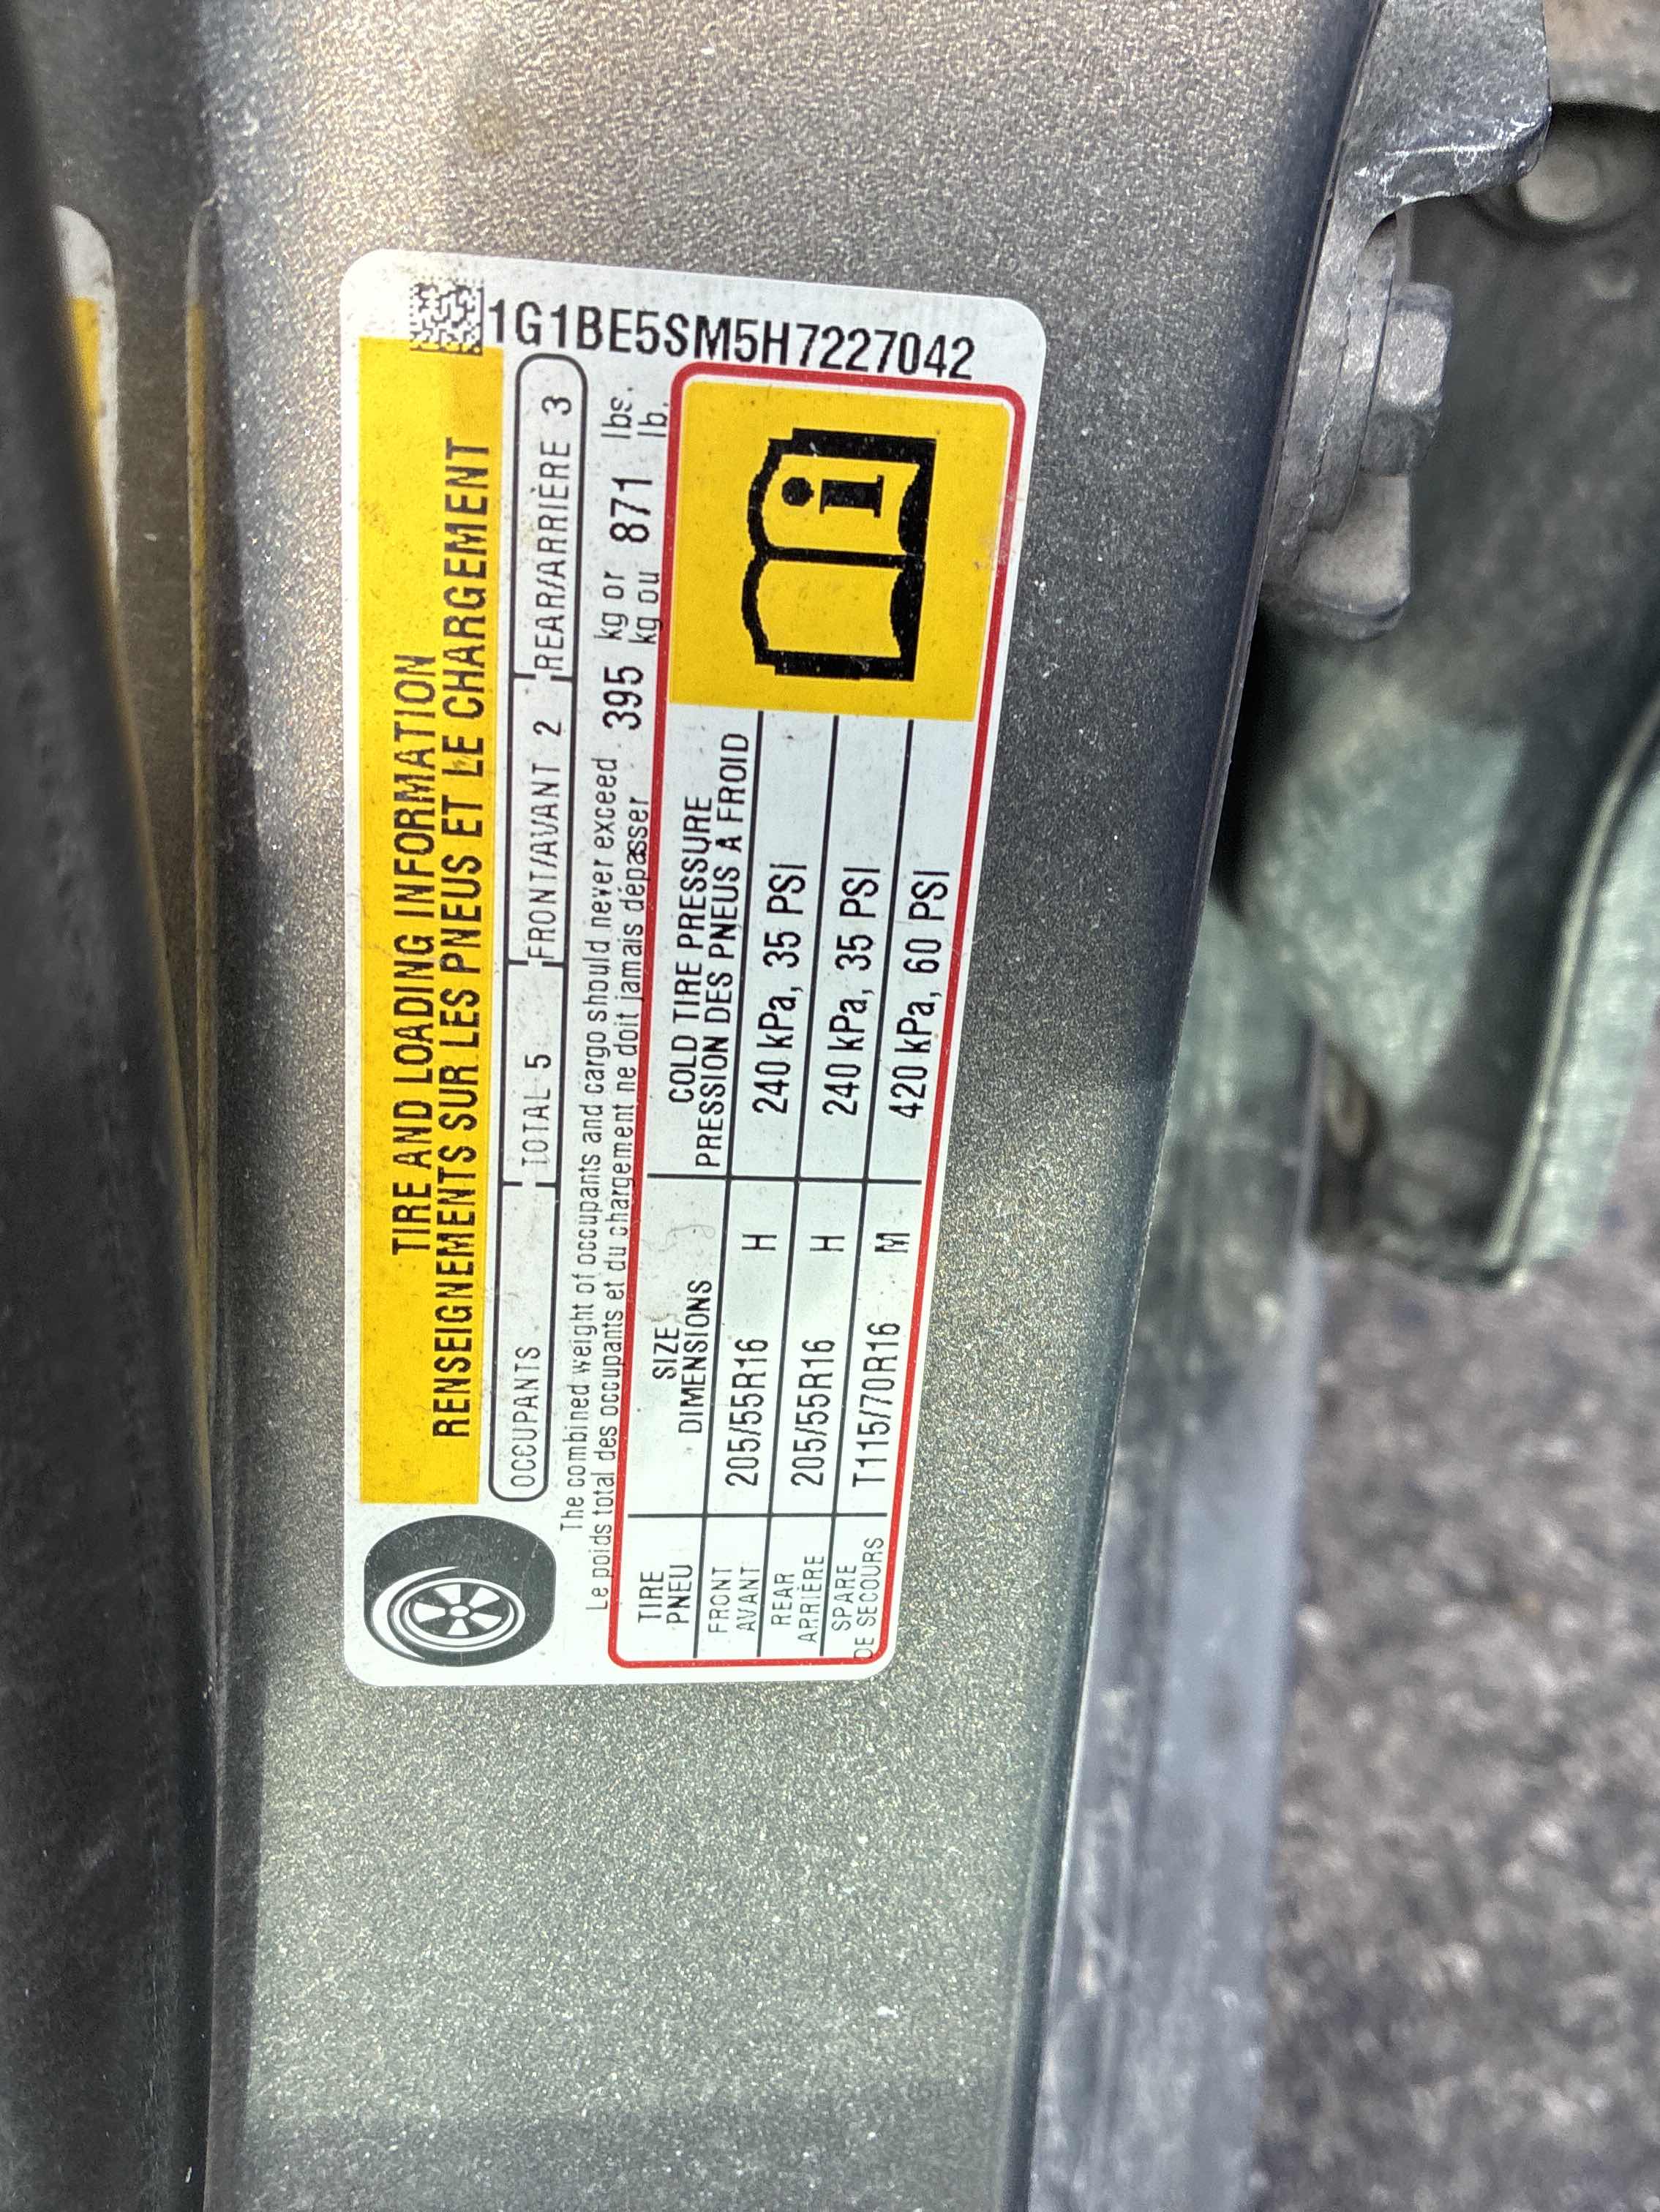 TIRE AND LOADING INFORMATION
RENSEIGNEMENTS SUR LES PNEUS ET LE CHARGEMENT
1G1BE5SM5H7227042
OCCUPANTS TOTAL 5 FRONT/AVANT 2 REAR/ARRIÈRE 3
The combined weight of occupants and cargo should never exceed 395 kg or 871 lbs.
Le poids total des occupants et du chargement ne doit jamais dépasser kg ou lb.
TIRE SIZE COLD TIRE PRESSURE
PNEU DIMENSIONS PRESSION DES PNEUS À FROID
FRONT
AVANT 205/55R16 H 240 kPa, 35 PSI
REAR
ARRIÈRE 205/55R16 H 240 kPa, 35 PSI
SPARE
DE SECOURS T115/70R16 M 420 kPa, 60 PSI
i